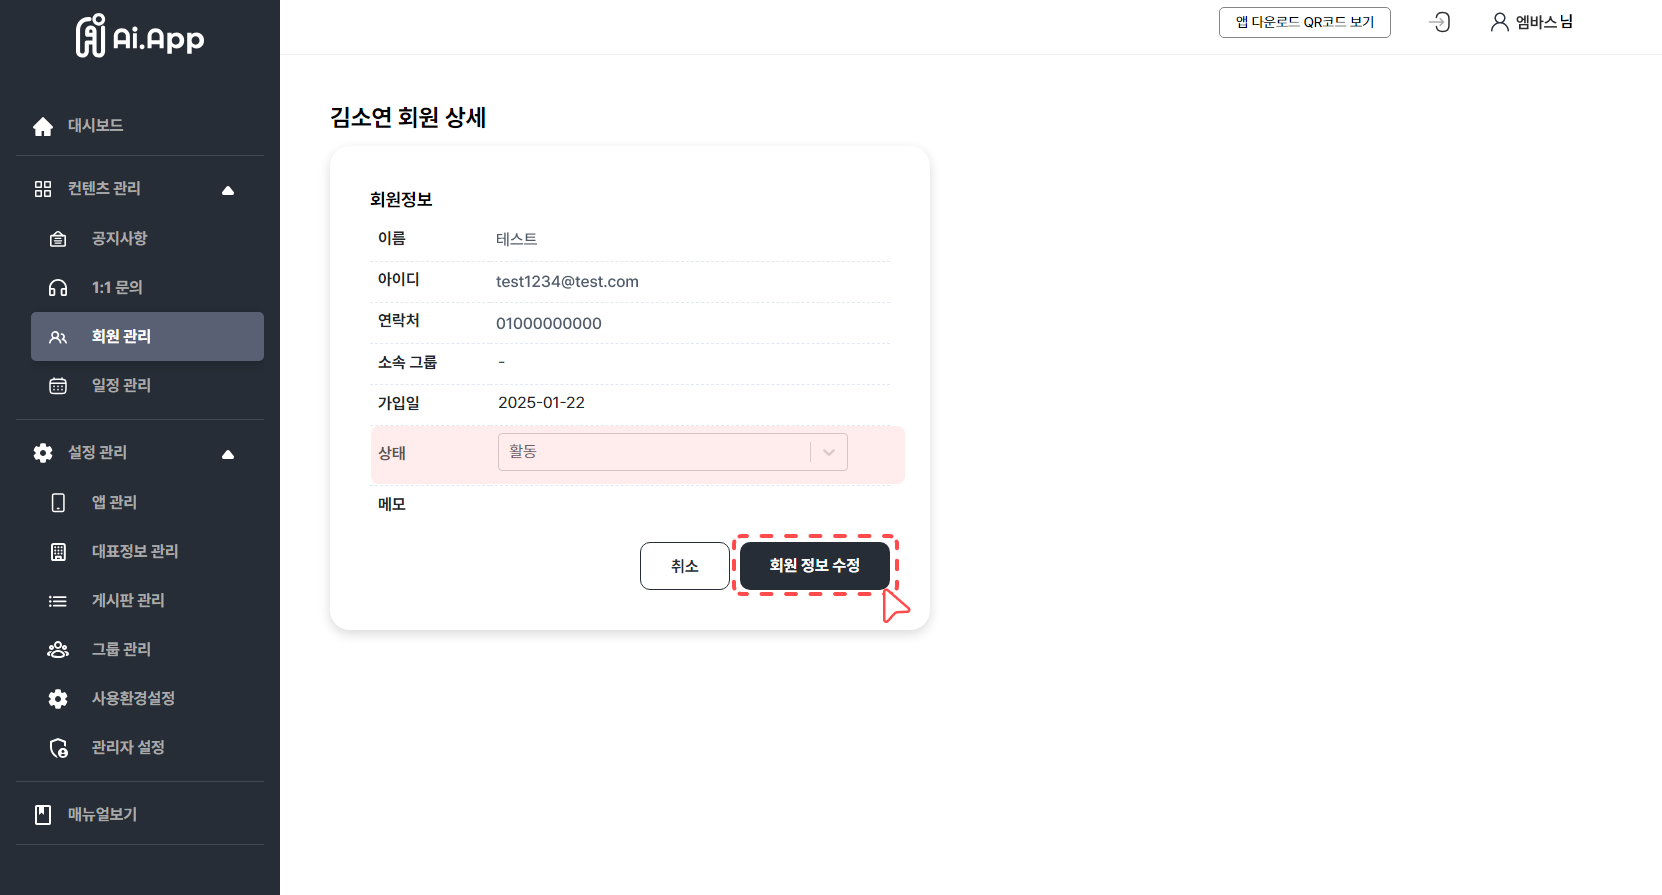 Ai.App
앱 다운로드 QR코드 보기
엠바스 님
대시보드
컨텐츠 관리
공지사항
1:1 문의
회원 관리
일정 관리
설정 관리
앱 관리
대표정보 관리
게시판 관리
그룹 관리
사용환경설정
관리자 설정
매뉴얼보기
김소연 회원 상세
회원정보
이름 테스트
아이디 test1234@test.com
연락처 01000000000
소속 그룹 -
가입일 2025-01-22
상태 활동
메모
취소 회원 정보 수정